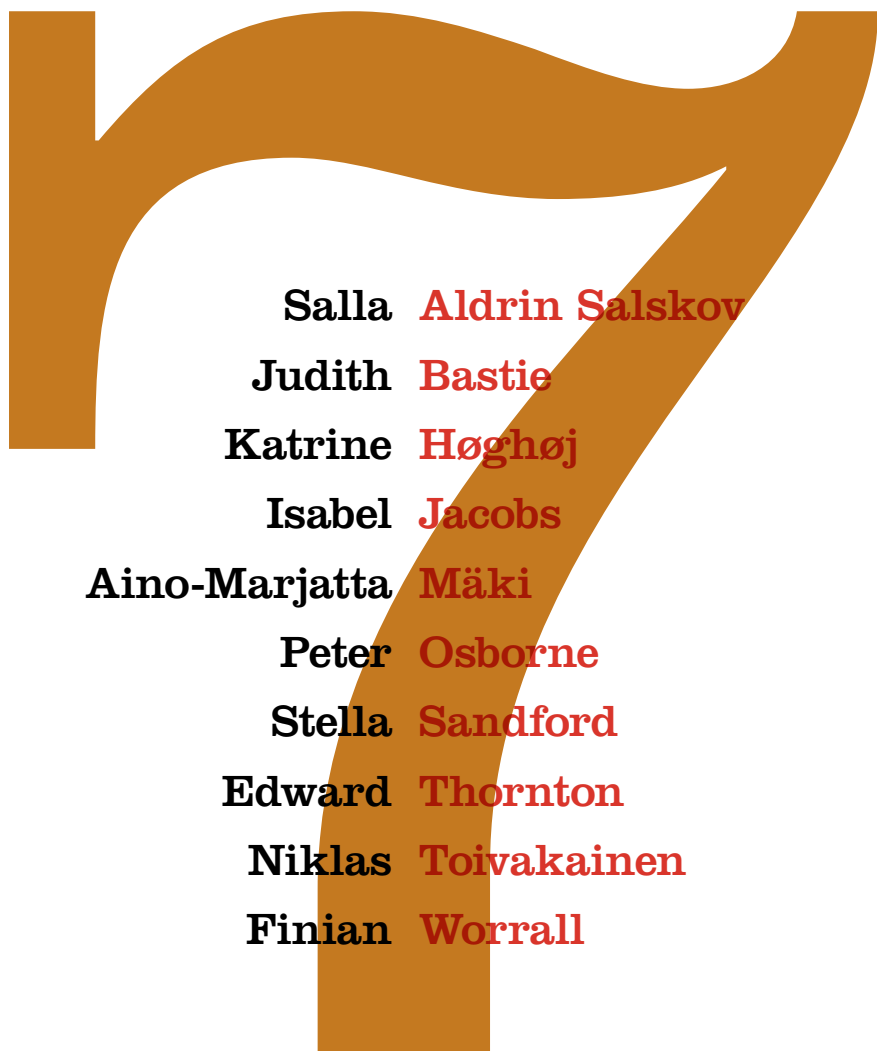 7
Salla Aldrin Salskov
Judith Bastie
Katrine Høghøj
Isabel Jacobs
Aino-Marjatta Mäki
Peter Osborne
Stella Sandford
Edward Thornton
Niklas Toivakainen
Finian Worrall